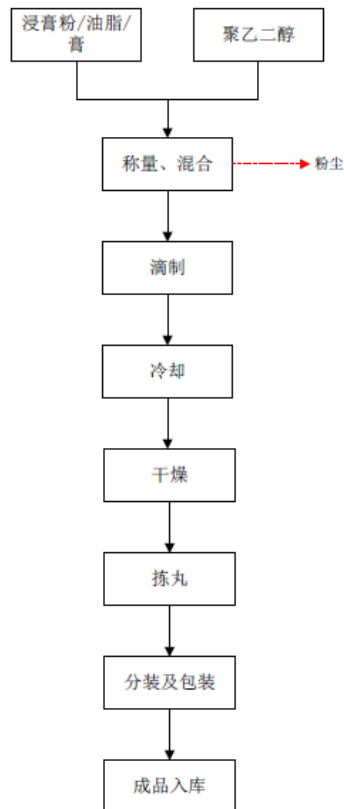 浸膏粉/油脂/
膏
聚乙二醇
称量、混合
粉尘
滴制
冷却
干燥
拣丸
分装及包装
成品入库